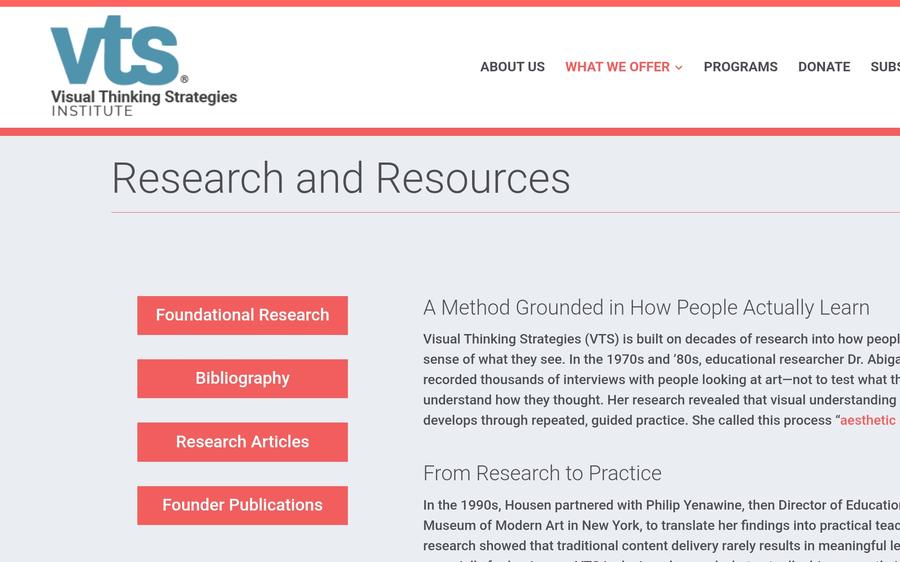 vts®
Visual Thinking Strategies
INSTITUTE
ABOUT US WHAT WE OFFER PROGRAMS DONATE
Research and Resources
Foundational Research
Bibliography
Research Articles
Founder Publications
A Method Grounded in How People Actually Learn
Visual Thinking Strategies (VTS) is built on decades of research into how
sense of what they see. In the 1970s and ’80s, educational researcher Dr.
recorded thousands of interviews with people looking at art—not to test what
understand how they thought. Her research revealed that visual understanding
develops through repeated, guided practice. She called this process “aesthetic
From Research to Practice
In the 1990s, Housen partnered with Philip Yenawine, then Director of
Museum of Modern Art in New York, to translate her findings into practical
research showed that traditional content delivery rarely results in meaningful